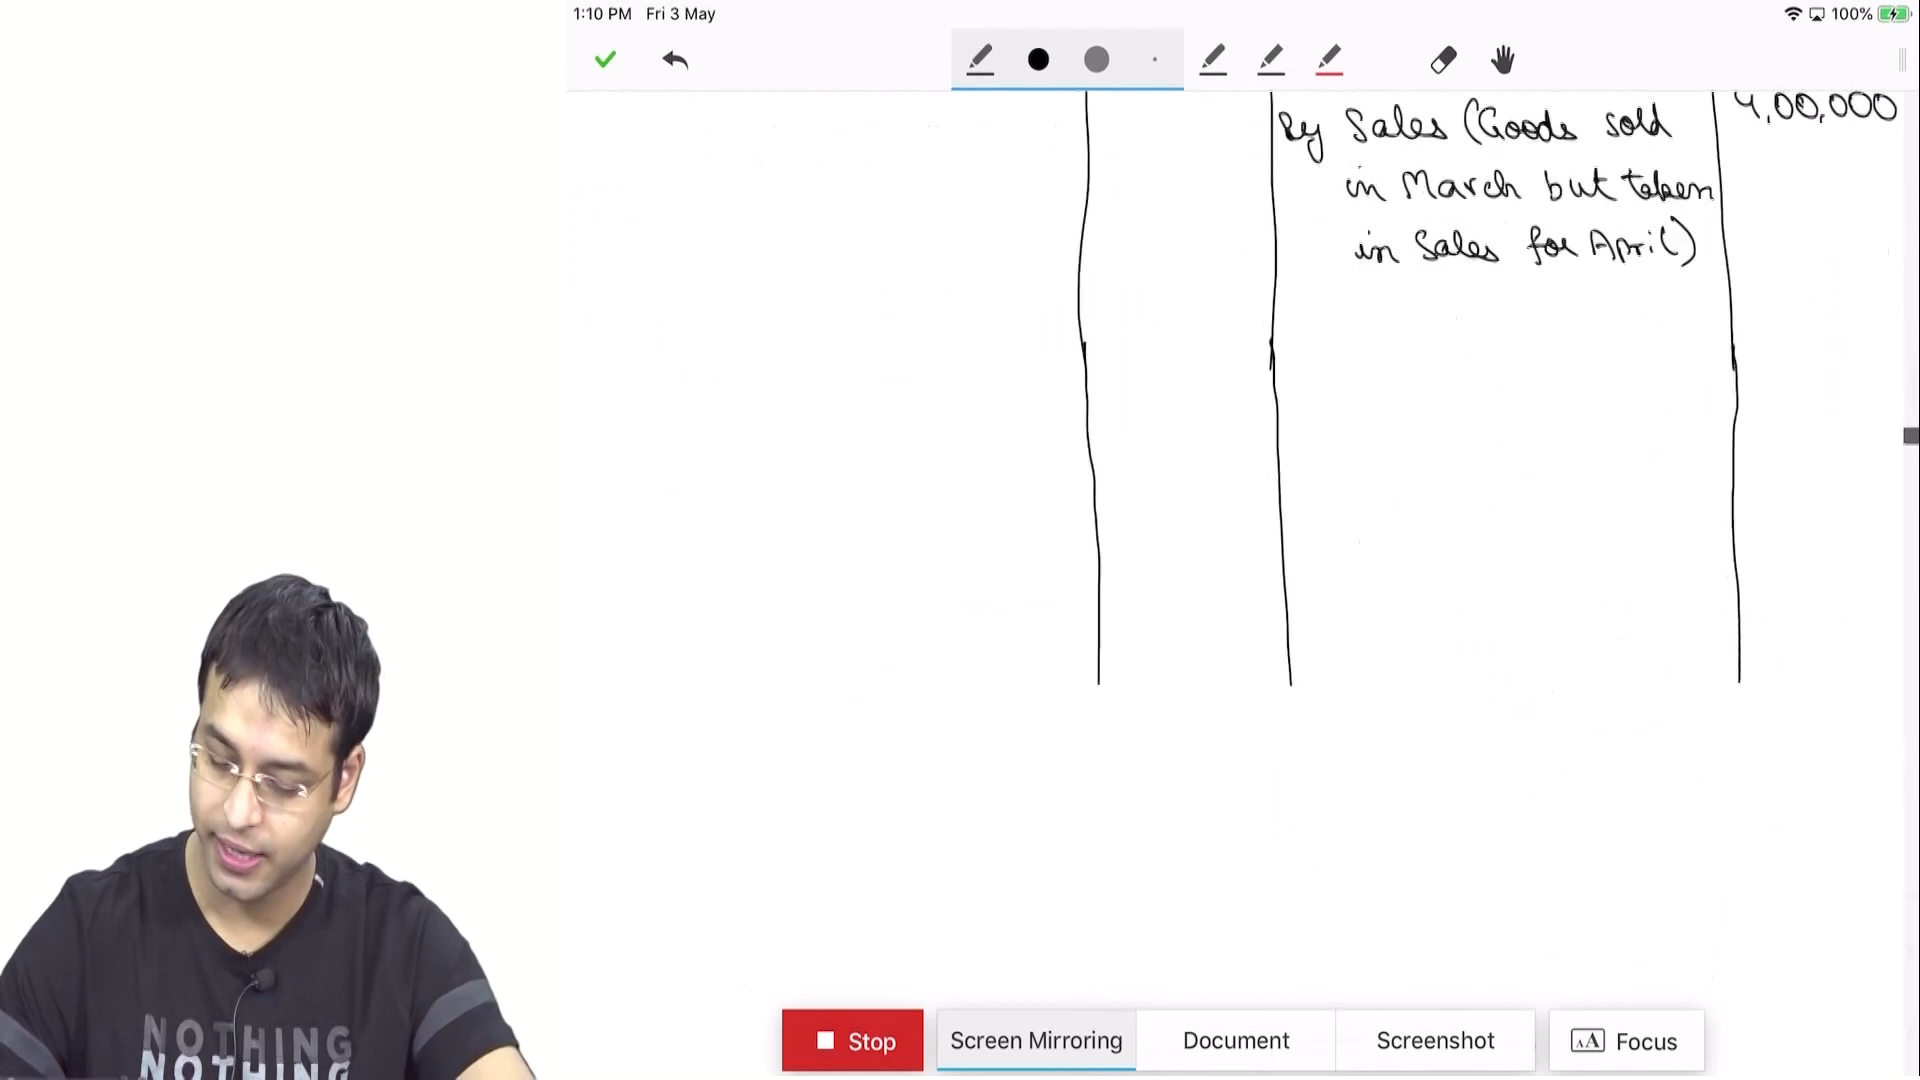 1:10 PM Fri 3 May
100%
4,00,000
By Sales (Goods sold
in March but taken
in Sales for April)
NOTHING
NOTHING
Stop
Screen Mirroring
Document
Screenshot
AA Focus